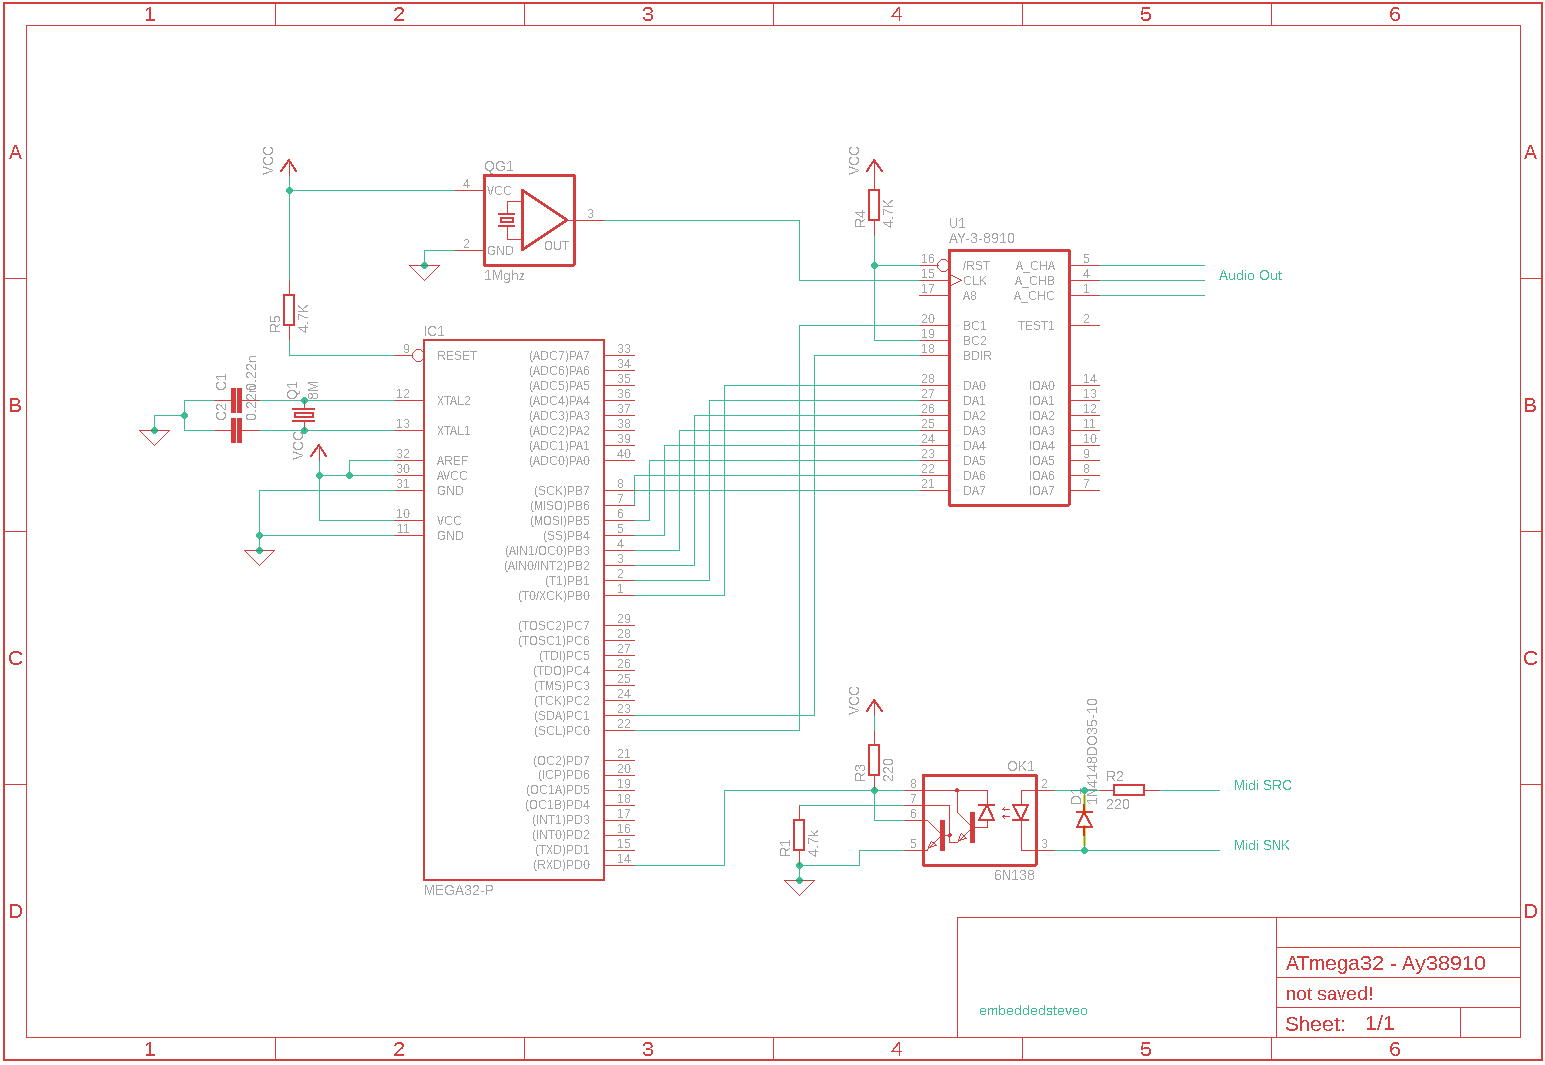 1 2 3 4 5 6
A A
B B
C C
D D
1 2 3 4 5 6
VCC
R5
4.7K
QG1
4 VCC
2 GND
OUT 3
1Mghz
VCC
R4
4.7K
U1
AY-3-8910
16 /RST A_CHA 5
15 CLK A_CHB 4
17 A8 A_CHC 1
20 BC1 TEST1 2
19 BC2
18 BDIR
28 DA0 IOA0 14
27 DA1 IOA1 13
26 DA2 IOA2 12
25 DA3 IOA3 11
24 DA4 IOA4 10
23 DA5 IOA5 9
22 DA6 IOA6 8
21 DA7 IOA7 7
Audio Out
C1
0.22n
C2
0.22n
Q1
8M
VCC
IC1
9 RESET (ADC7)PA7 33
(ADC6)PA6 34
(ADC5)PA5 35
12 XTAL2 (ADC4)PA4 36
(ADC3)PA3 37
13 XTAL1 (ADC2)PA2 38
(ADC1)PA1 39
32 AREF (ADC0)PA0 40
30 AVCC
31 GND (SCK)PB7 8
(MISO)PB6 7
10 VCC (MOSI)PB5 6
11 GND (SS)PB4 5
(AIN1/OC0)PB3 4
(AIN0/INT2)PB2 3
(T1)PB1 2
(T0/XCK)PB0 1
(TOSC2)PC7 29
(TOSC1)PC6 28
(TDI)PC5 27
(TDO)PC4 26
(TMS)PC3 25
(TCK)PC2 24
(SDA)PC1 23
(SCL)PC0 22
(OC2)PD7 21
(ICP)PD6 20
(OC1A)PD5 19
(OC1B)PD4 18
(INT1)PD3 17
(INT0)PD2 16
(TXD)PD1 15
(RXD)PD0 14
MEGA32-P
VCC
R3
220
R1
4.7k
OK1
8 2
7
6
5 3
6N138
D1
1N4148DO35-10
R2
220
Midi SRC
Midi SNK
embeddedsteveo
ATmega32 - Ay38910
not saved!
Sheet: 1/1